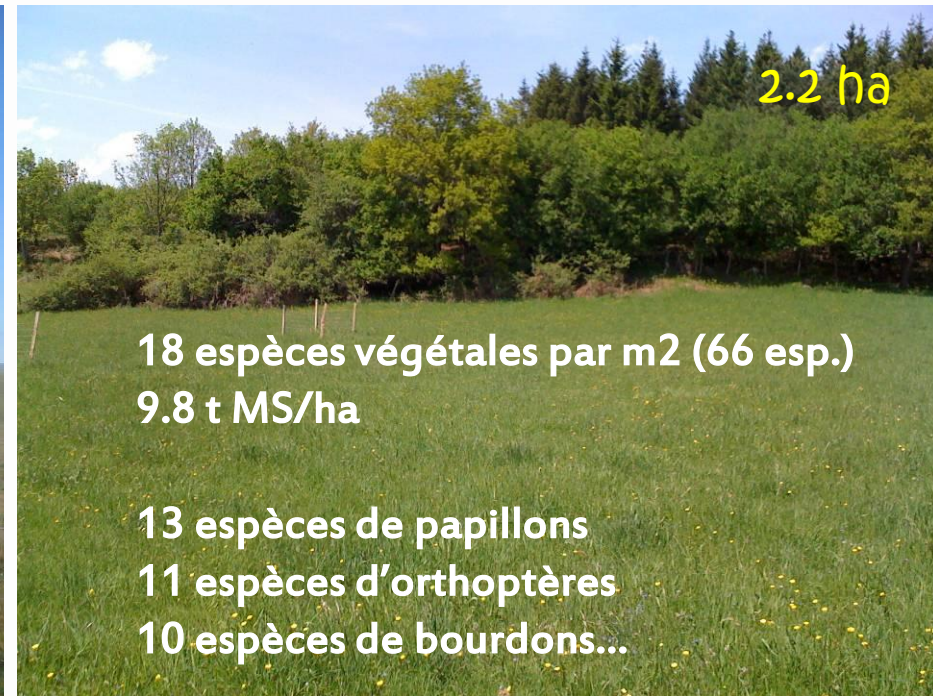 2.2 ha
18 espèces végétales par m2 (66 esp.)
9.8 t MS/ha
13 espèces de papillons
11 espèces d’orthoptères
10 espèces de bourdons...